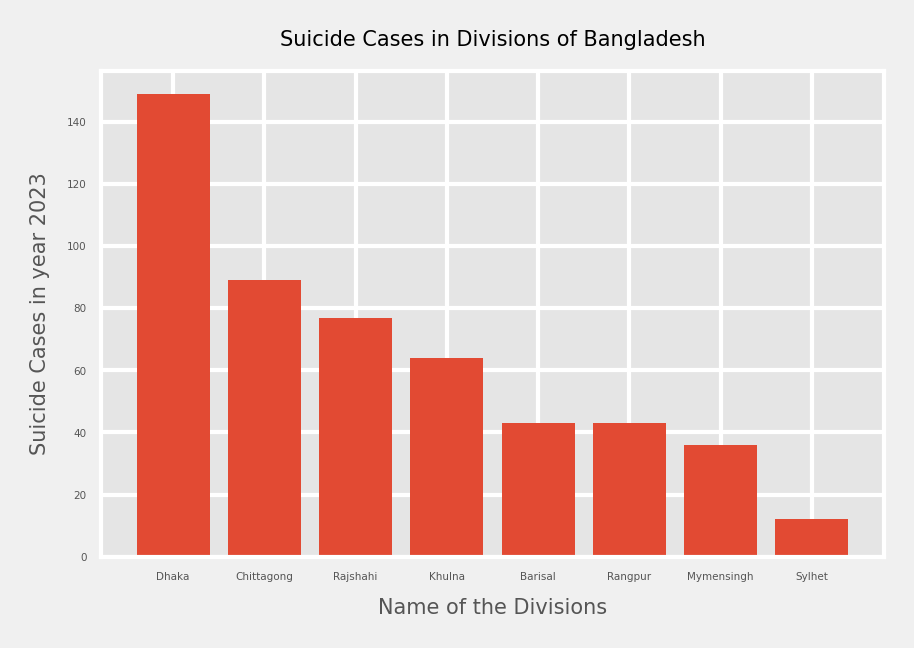 Suicide Cases in Divisions of Bangladesh
Suicide Cases in year 2023
140
120
100
80
60
40
20
0
Dhaka Chittagong Rajshahi Khulna Barisal Rangpur Mymensingh Sylhet
Name of the Divisions